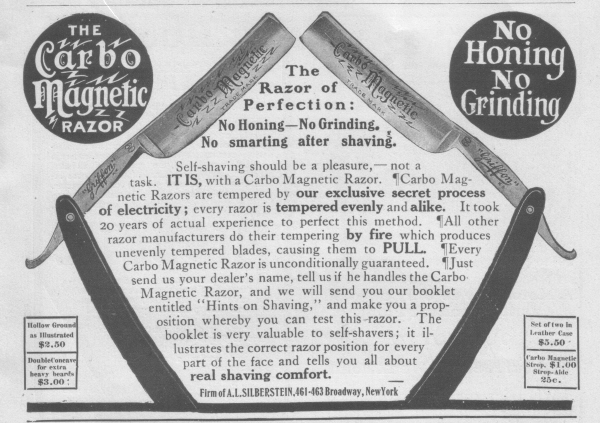 THE
Carbo
Magnetic
RAZOR
No
Honing
No
Grinding
Carbo Magnetic
TRADE MARK
"Griffon"
Carbo Magnetic
TRADE MARK
"Griffon"
The
Razor of
Perfection:
No Honing—No Grinding.
No smarting after shaving.
Self-shaving should be a pleasure,— not a
task. IT IS, with a Carbo Magnetic Razor. ¶Carbo Mag-
netic Razors are tempered by our exclusive secret process
of electricity; every razor is tempered evenly and alike. It took
20 years of actual experience to perfect this method. ¶All other
razor manufacturers do their tempering by fire which produces
unevenly tempered blades, causing them to PULL. ¶Every
Carbo Magnetic Razor is unconditionally guaranteed. ¶Just
send us your dealer's name, tell us if he handles the Carbo
Magnetic Razor, and we will send you our booklet
entitled "Hints on Shaving," and make you a prop-
osition whereby you can test this razor. The
booklet is very valuable to self-shavers; it il-
lustrates the correct razor position for every
part of the face and tells you all about
real shaving comfort.
Firm of A.L. SILBERSTEIN, 461-463 Broadway, New York
Hollow Ground
as Illustrated
$2.50
Double Concave
for extra
heavy beards
$3.00
Set of two in
Leather Case
$5.50
Carbo Magnetic
Strop, $1.00
Strop-Able
25c.